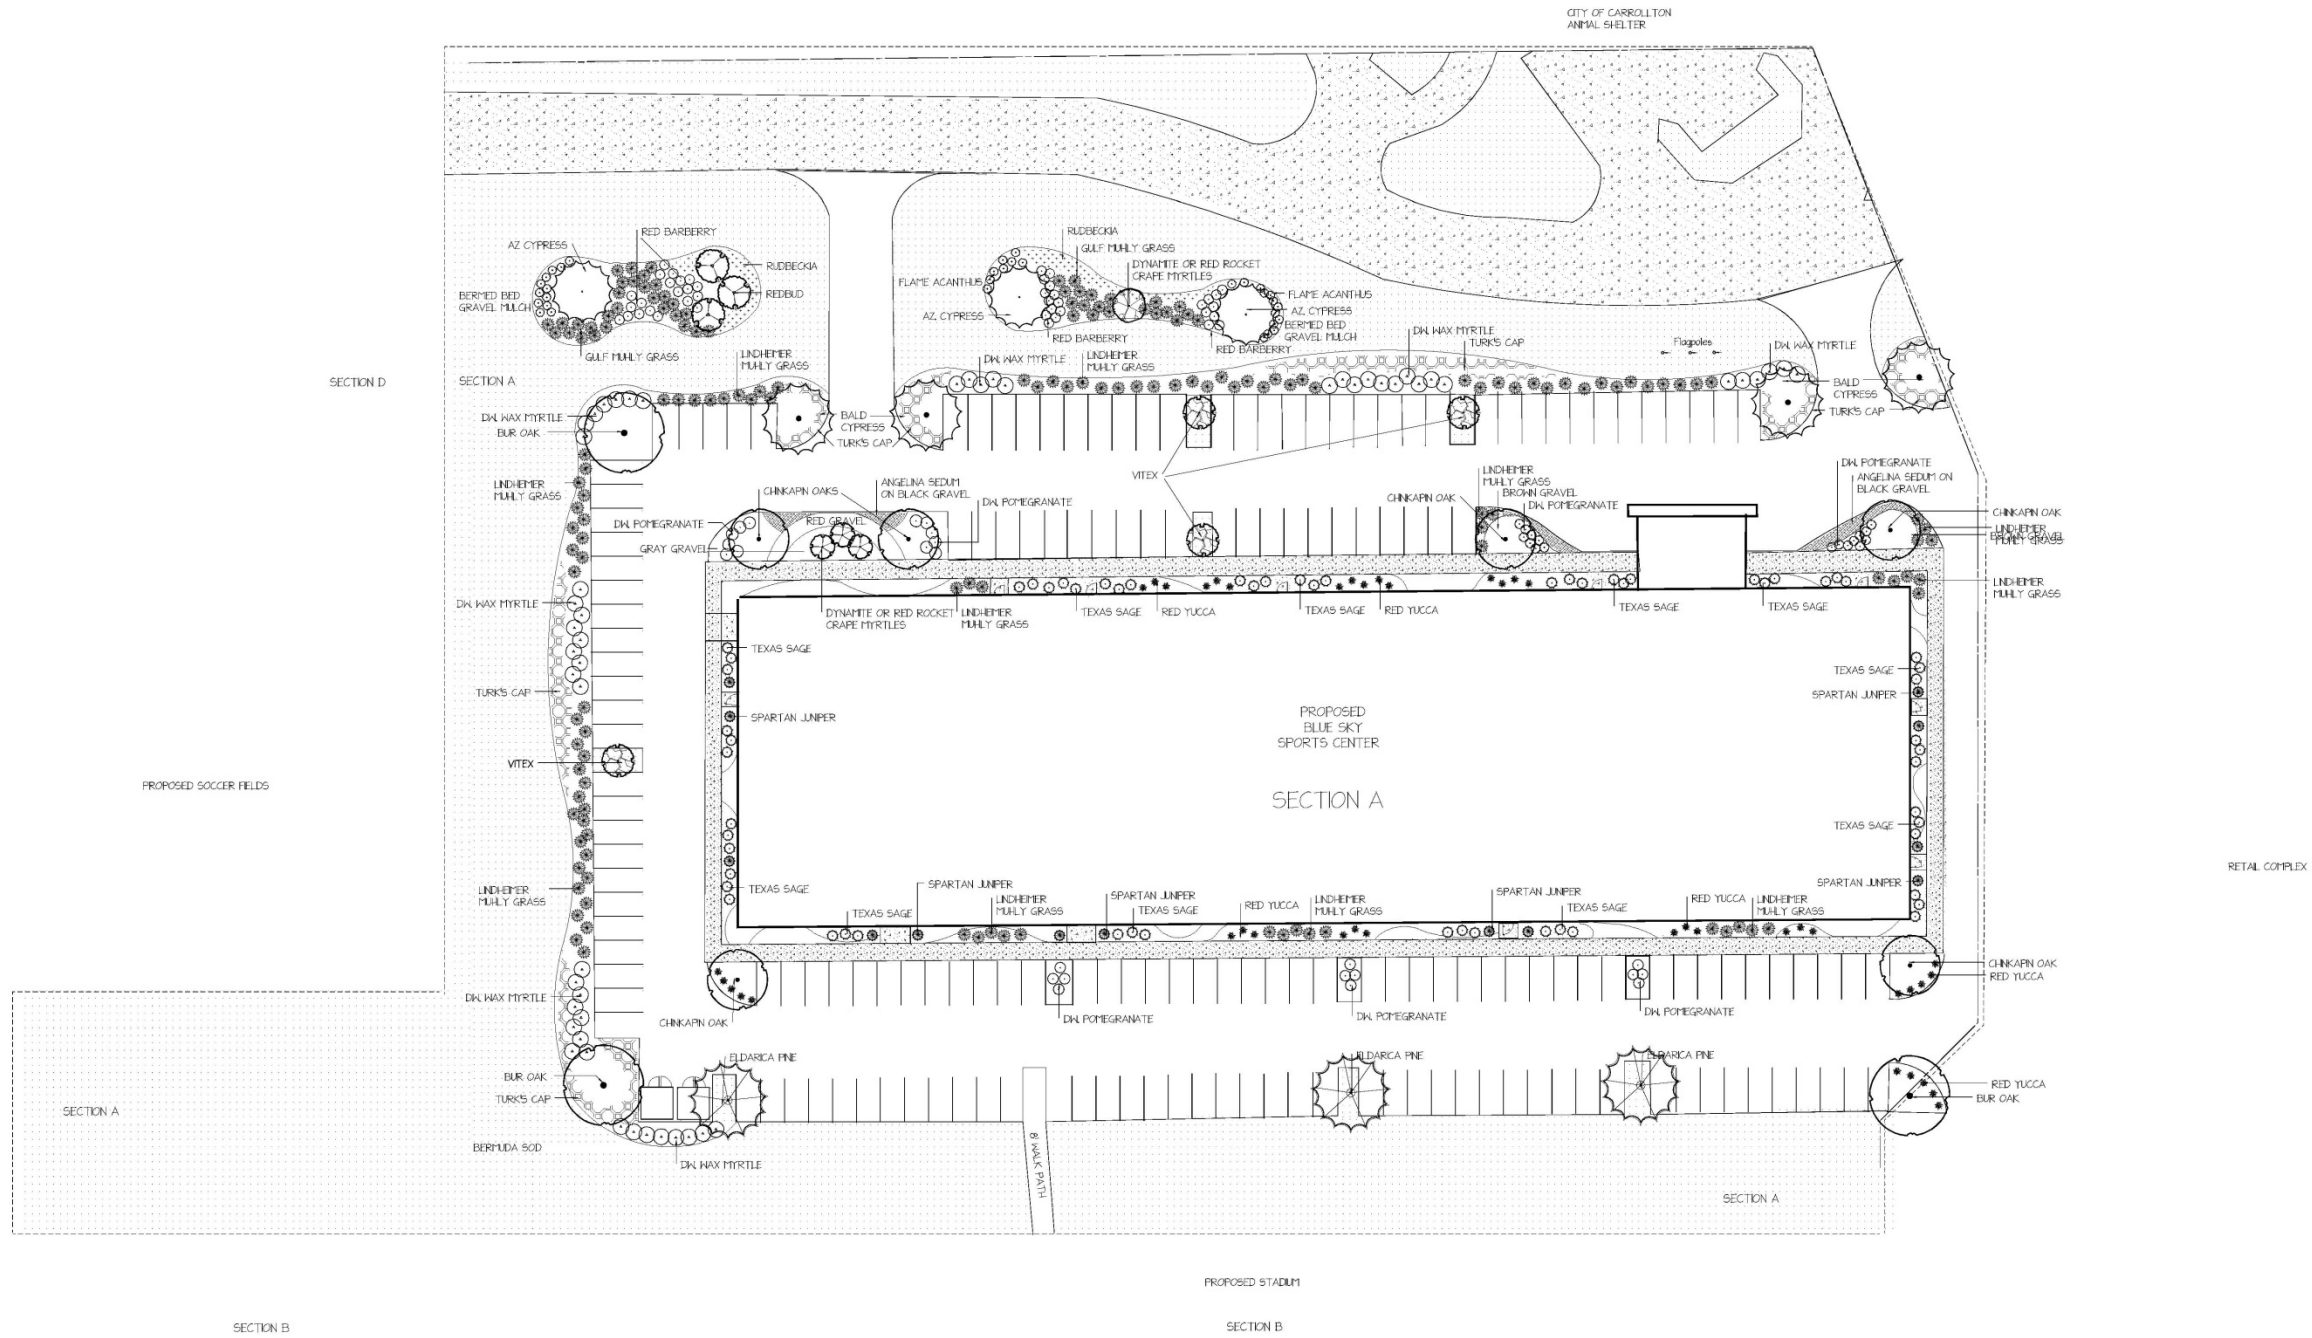 CITY OF CARROLLTON
ANIMAL SHELTER
RED BARBERRY
AZ CYPRESS
RUDBECKIA
REDBUD
BERMED BED
GRAVEL MULCH
GULF MUHLY GRASS
RUDBECKIA
GULF MUHLY GRASS
DYNAMITE OR RED ROCKET
CRAPE MYRTLES
FLAME ACANTHUS
AZ. CYPRESS
RED BARBERRY
FLAME ACANTHUS
AZ. CYPRESS
BERMED BED
GRAVEL MULCH
RED BARBERRY
DW. WAX MYRTLE
TURK'S CAP
Flagpoles
DW. WAX MYRTLE
LINDHEIMER
MUHLY GRASS
DW. WAX MYRTLE
LINDHEIMER
MUHLY GRASS
SECTION D
SECTION A
BALD
CYPRESS
TURK'S CAP
DW. WAX MYRTLE
BUR OAK
BALD
CYPRESS
TURK'S CAP
VITEX
LINDHEIMER
MUHLY GRASS
CHINKAPIN OAKS
ANGELINA SEDUM
ON BLACK GRAVEL
DW. POMEGRANATE
DW. POMEGRANATE
RED GRAVEL
GRAY GRAVEL
LINDHEIMER
MUHLY GRASS
CHINKAPIN OAK
BROWN GRAVEL
DW. POMEGRANATE
DW. POMEGRANATE
ANGELINA SEDUM ON
BLACK GRAVEL
CHINKAPIN OAK
LINDHEIMER
BROWN GRAVEL
MUHLY GRASS
LINDHEIMER
MUHLY GRASS
DW. WAX MYRTLE
DYNAMITE OR RED ROCKET
CRAPE MYRTLES
LINDHEIMER
MUHLY GRASS
TEXAS SAGE
RED YUCCA
TEXAS SAGE
RED YUCCA
TEXAS SAGE
TEXAS SAGE
TEXAS SAGE
TURK'S CAP
SPARTAN JUNIPER
TEXAS SAGE
SPARTAN JUNIPER
PROPOSED
BLUE SKY
SPORTS CENTER
VITEX
PROPOSED SOCCER FIELDS
SECTION A
TEXAS SAGE
RETAIL COMPLEX
LINDHEIMER
MUHLY GRASS
TEXAS SAGE
SPARTAN JUNIPER
TEXAS SAGE
SPARTAN JUNIPER
LINDHEIMER
MUHLY GRASS
SPARTAN JUNIPER
TEXAS SAGE
RED YUCCA
LINDHEIMER
MUHLY GRASS
SPARTAN JUNIPER
TEXAS SAGE
RED YUCCA
LINDHEIMER
MUHLY GRASS
CHINKAPIN OAK
RED YUCCA
DW. WAX MYRTLE
CHINKAPIN OAK
DW. POMEGRANATE
DW. POMEGRANATE
DW. POMEGRANATE
ELDARICA PINE
ELDARICA PINE
ELDARICA PINE
BUR OAK
TURK'S CAP
RED YUCCA
BUR OAK
SECTION A
BERMUDA SOD
DW. WAX MYRTLE
8' WALK PATH
SECTION A
PROPOSED STADIUM
SECTION B
SECTION B